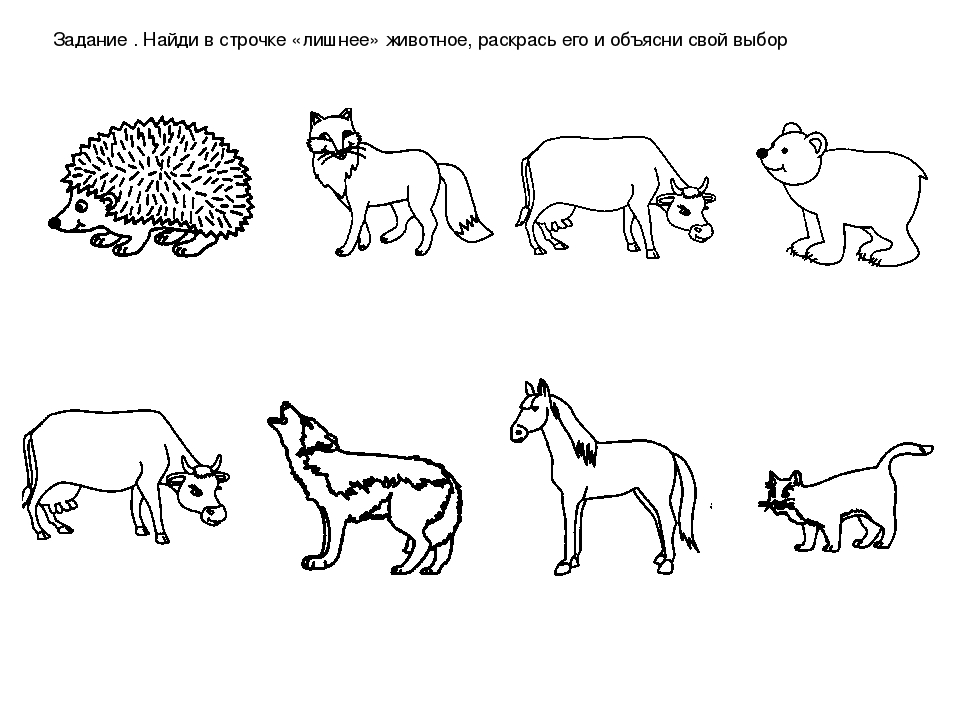 Задание . Найди в строчке «лишнее» животное, раскрась его и объясни свой выбор